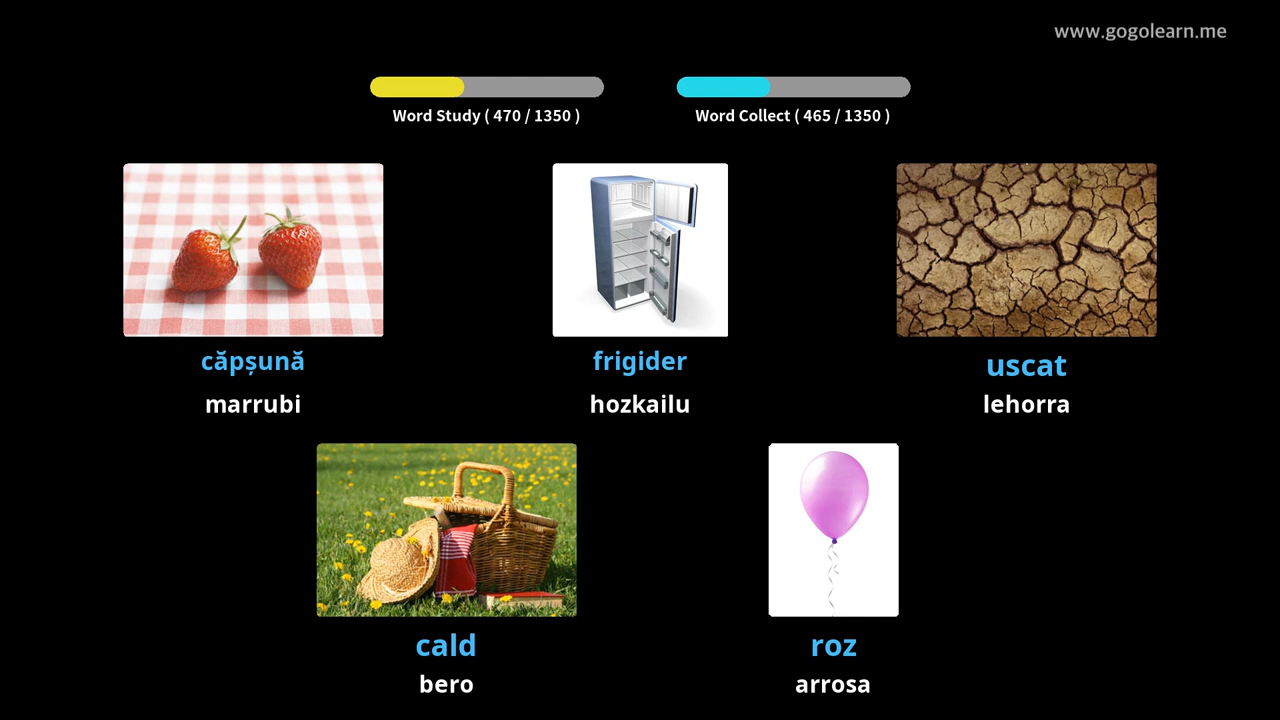 www.gogolearn.me
Word Study ( 470 / 1350 )
Word Collect ( 465 / 1350 )
căpșună
frigider
uscat
marrubi
hozkailu
lehorra
cald
roz
bero
arrosa